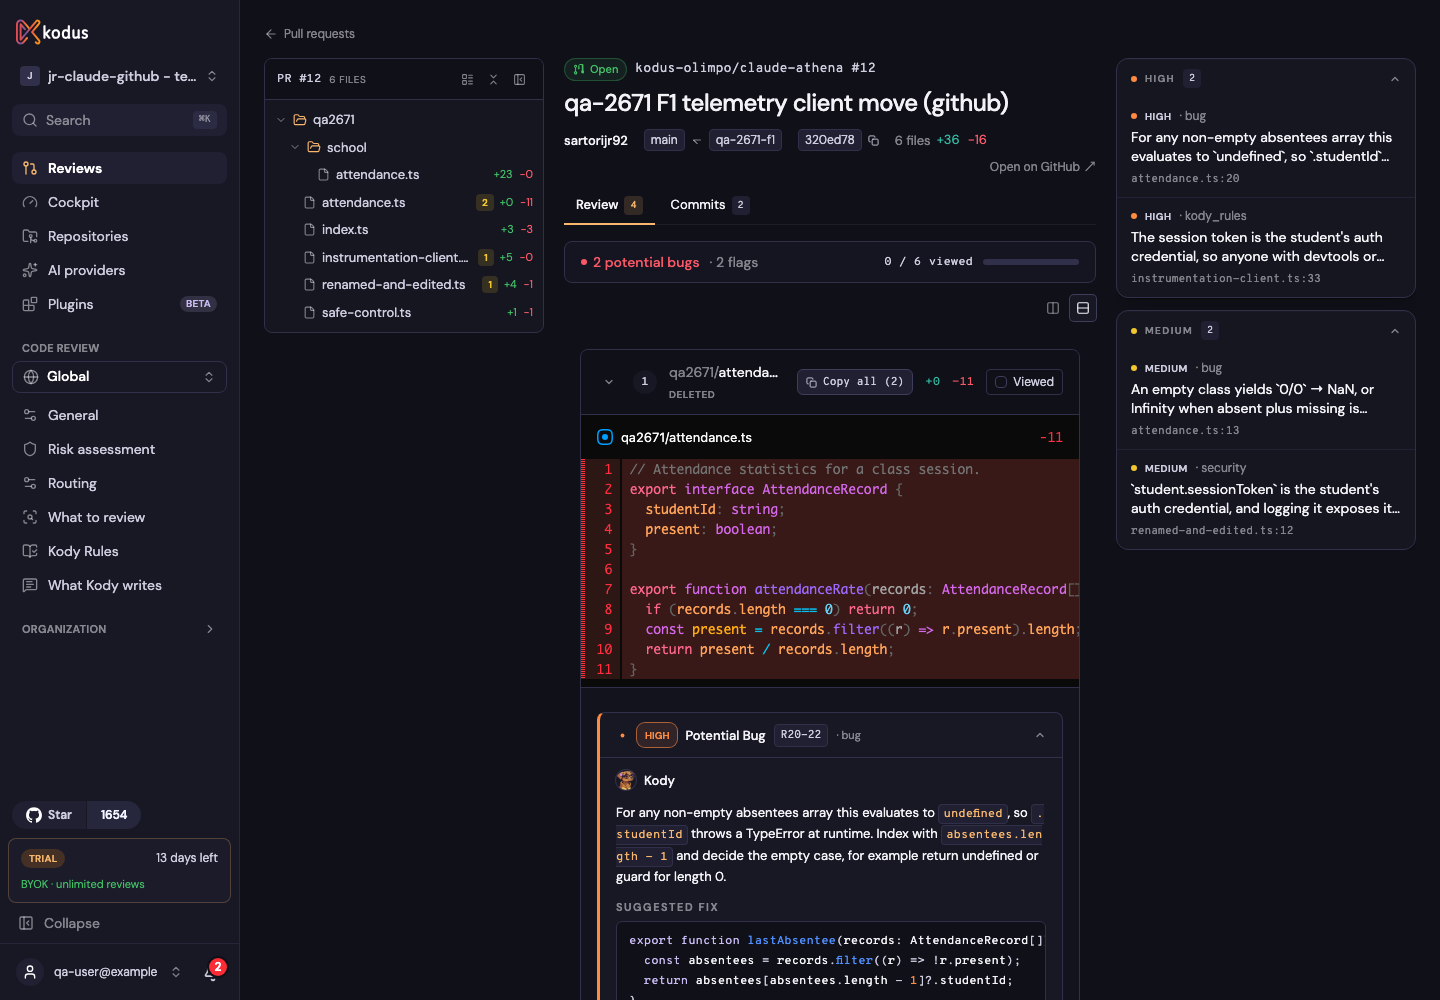 kodus
J jr-claude-github - te...
Search ⌘K
Reviews
Cockpit
Repositories
AI providers
Plugins BETA
CODE REVIEW
Global
General
Risk assessment
Routing
What to review
Kody Rules
What Kody writes
ORGANIZATION
Star 1654
TRIAL 13 days left
BYOK · unlimited reviews
Collapse
qa-user@example 2
← Pull requests
PR #12 6 FILES
qa2671
school
attendance.ts +23 -0
attendance.ts 2 +0 -11
index.ts +3 -3
instrumentation-client.... 1 +5 -0
renamed-and-edited.ts 1 +4 -1
safe-control.ts +1 -1
Open kodus-olimpo/claude-athena #12
qa-2671 F1 telemetry client move (github)
sartorijr92 main ← qa-2671-f1 320ed78 6 files +36 -16
Open on GitHub ↗
Review 4 Commits 2
2 potential bugs · 2 flags 0 / 6 viewed
1 qa2671/attenda... Copy all (2) +0 -11 Viewed
DELETED
qa2671/attendance.ts -11
1 // Attendance statistics for a class session.
2 export interface AttendanceRecord {
3 studentId: string;
4 present: boolean;
5 }
6
7 export function attendanceRate(records: AttendanceRecord[]
8 if (records.length === 0) return 0;
9 const present = records.filter((r) => r.present).length;
10 return present / records.length;
11 }
HIGH Potential Bug R20–22 · bug
Kody
For any non-empty absentees array this evaluates to undefined, so .
studentId throws a TypeError at runtime. Index with absentees.len
gth - 1 and decide the empty case, for example return undefined or
guard for length 0.
SUGGESTED FIX
export function lastAbsentee(records: AttendanceRecord[]
const absentees = records.filter((r) => !r.present);
return absentees[absentees.length - 1]?.studentId;
}
HIGH 2
HIGH · bug
For any non-empty absentees array this
evaluates to `undefined`, so `.studentId`...
attendance.ts:20
HIGH · kody_rules
The session token is the student's auth
credential, so anyone with devtools or...
instrumentation-client.ts:33
MEDIUM 2
MEDIUM · bug
An empty class yields `0/0` → NaN, or
Infinity when absent plus missing is...
attendance.ts:13
MEDIUM · security
`student.sessionToken` is the student's
auth credential, and logging it exposes it...
renamed-and-edited.ts:12